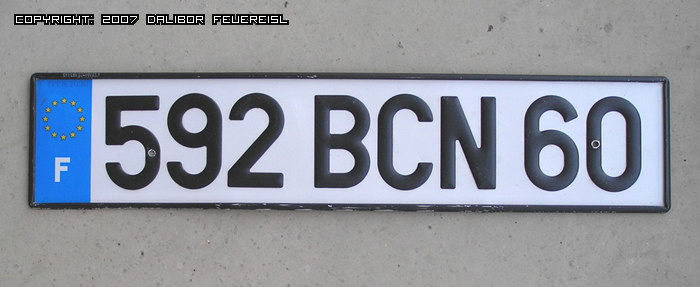 COPYRIGHT: 2007 DALIBOR FEUEREISL
F
592 BCN 60